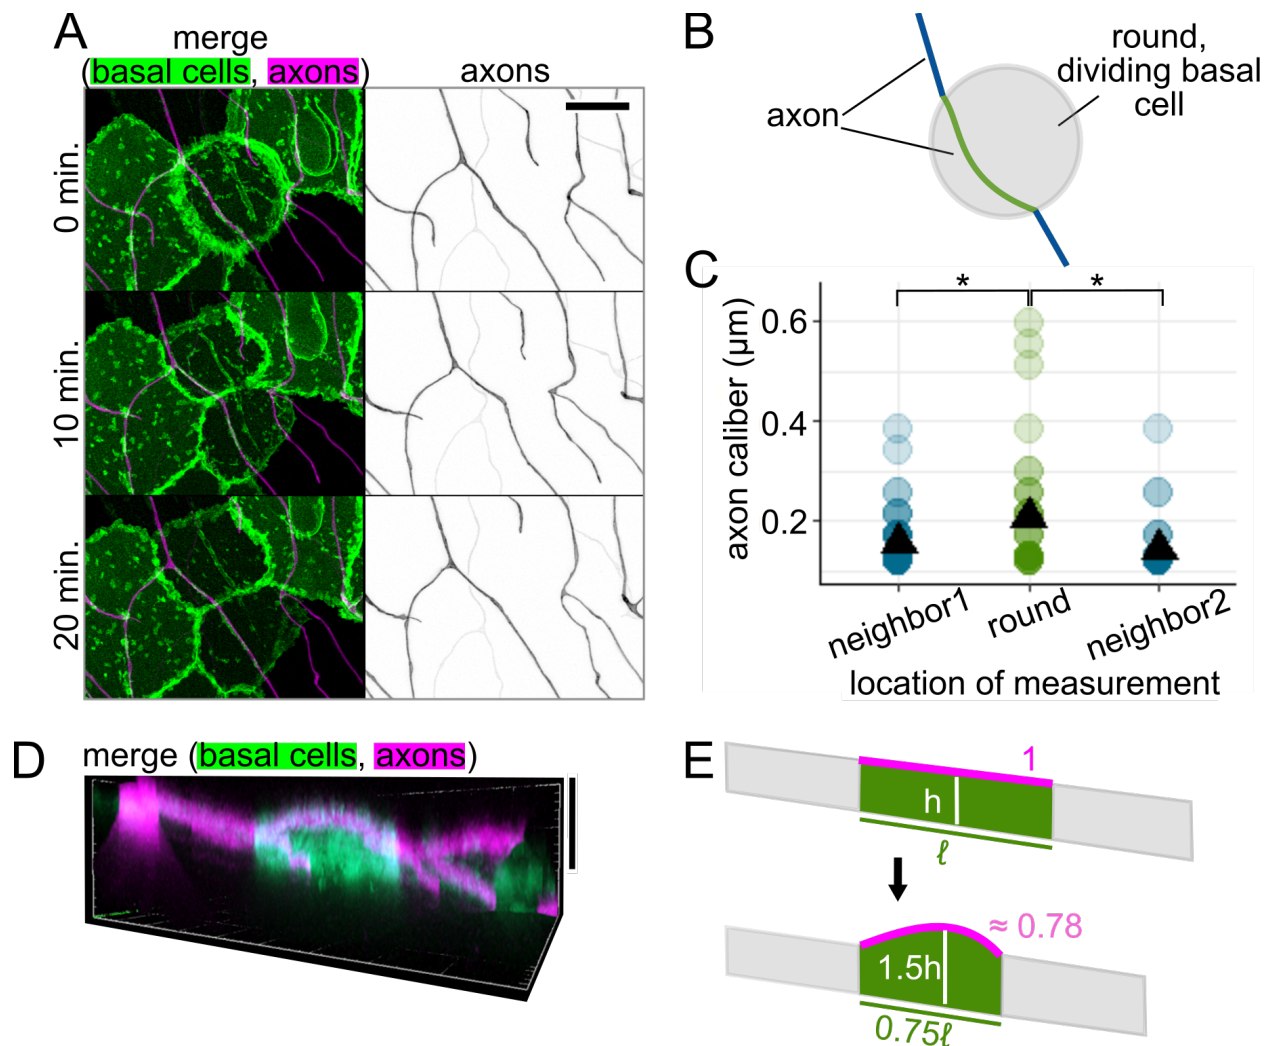 A
merge
(basal cells, axons)
axons
0 min.
10 min.
20 min.
B
round,
dividing basal
cell
axon
C
* *
axon caliber (μm)
0.6
0.4
0.2
neighbor1 round neighbor2
location of measurement
D
merge (basal cells, axons)
E
1
h
ℓ
≈ 0.78
1.5h
0.75ℓ